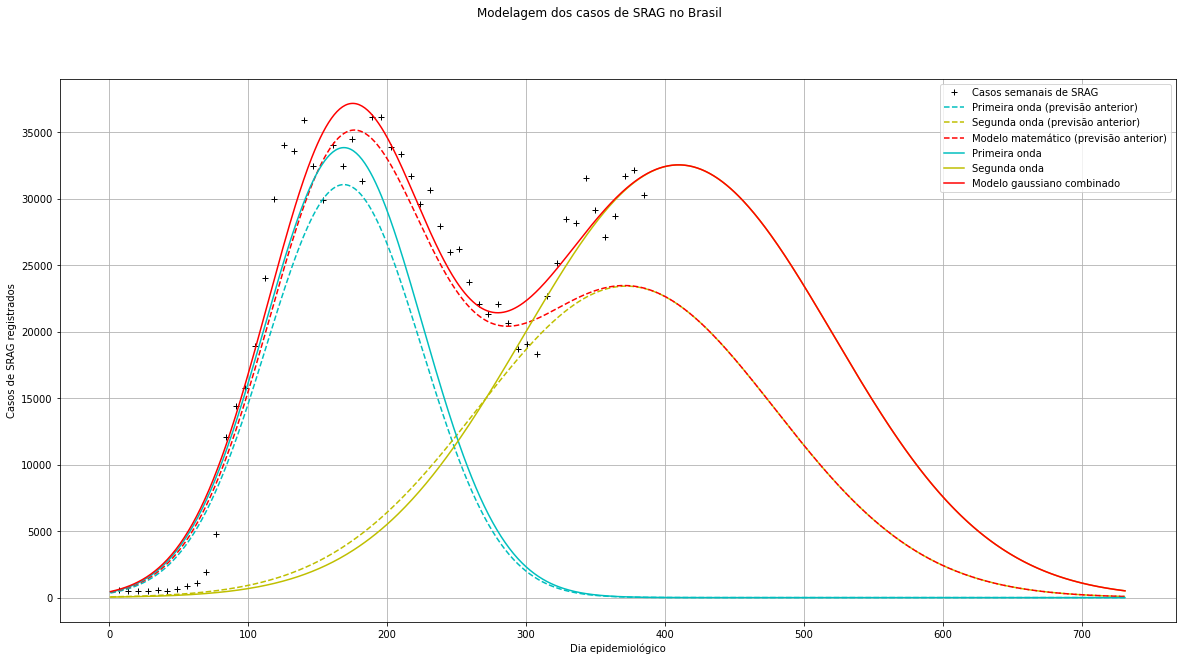 Modelagem dos casos de SRAG no Brasil
Casos semanais de SRAG
Primeira onda (previsão anterior)
Segunda onda (previsão anterior)
Modelo matemático (previsão anterior)
Primeira onda
Segunda onda
Modelo gaussiano combinado
Casos de SRAG registrados
35000
30000
25000
20000
15000
10000
5000
0
0 100 200 300 400 500 600 700
Dia epidemiológico